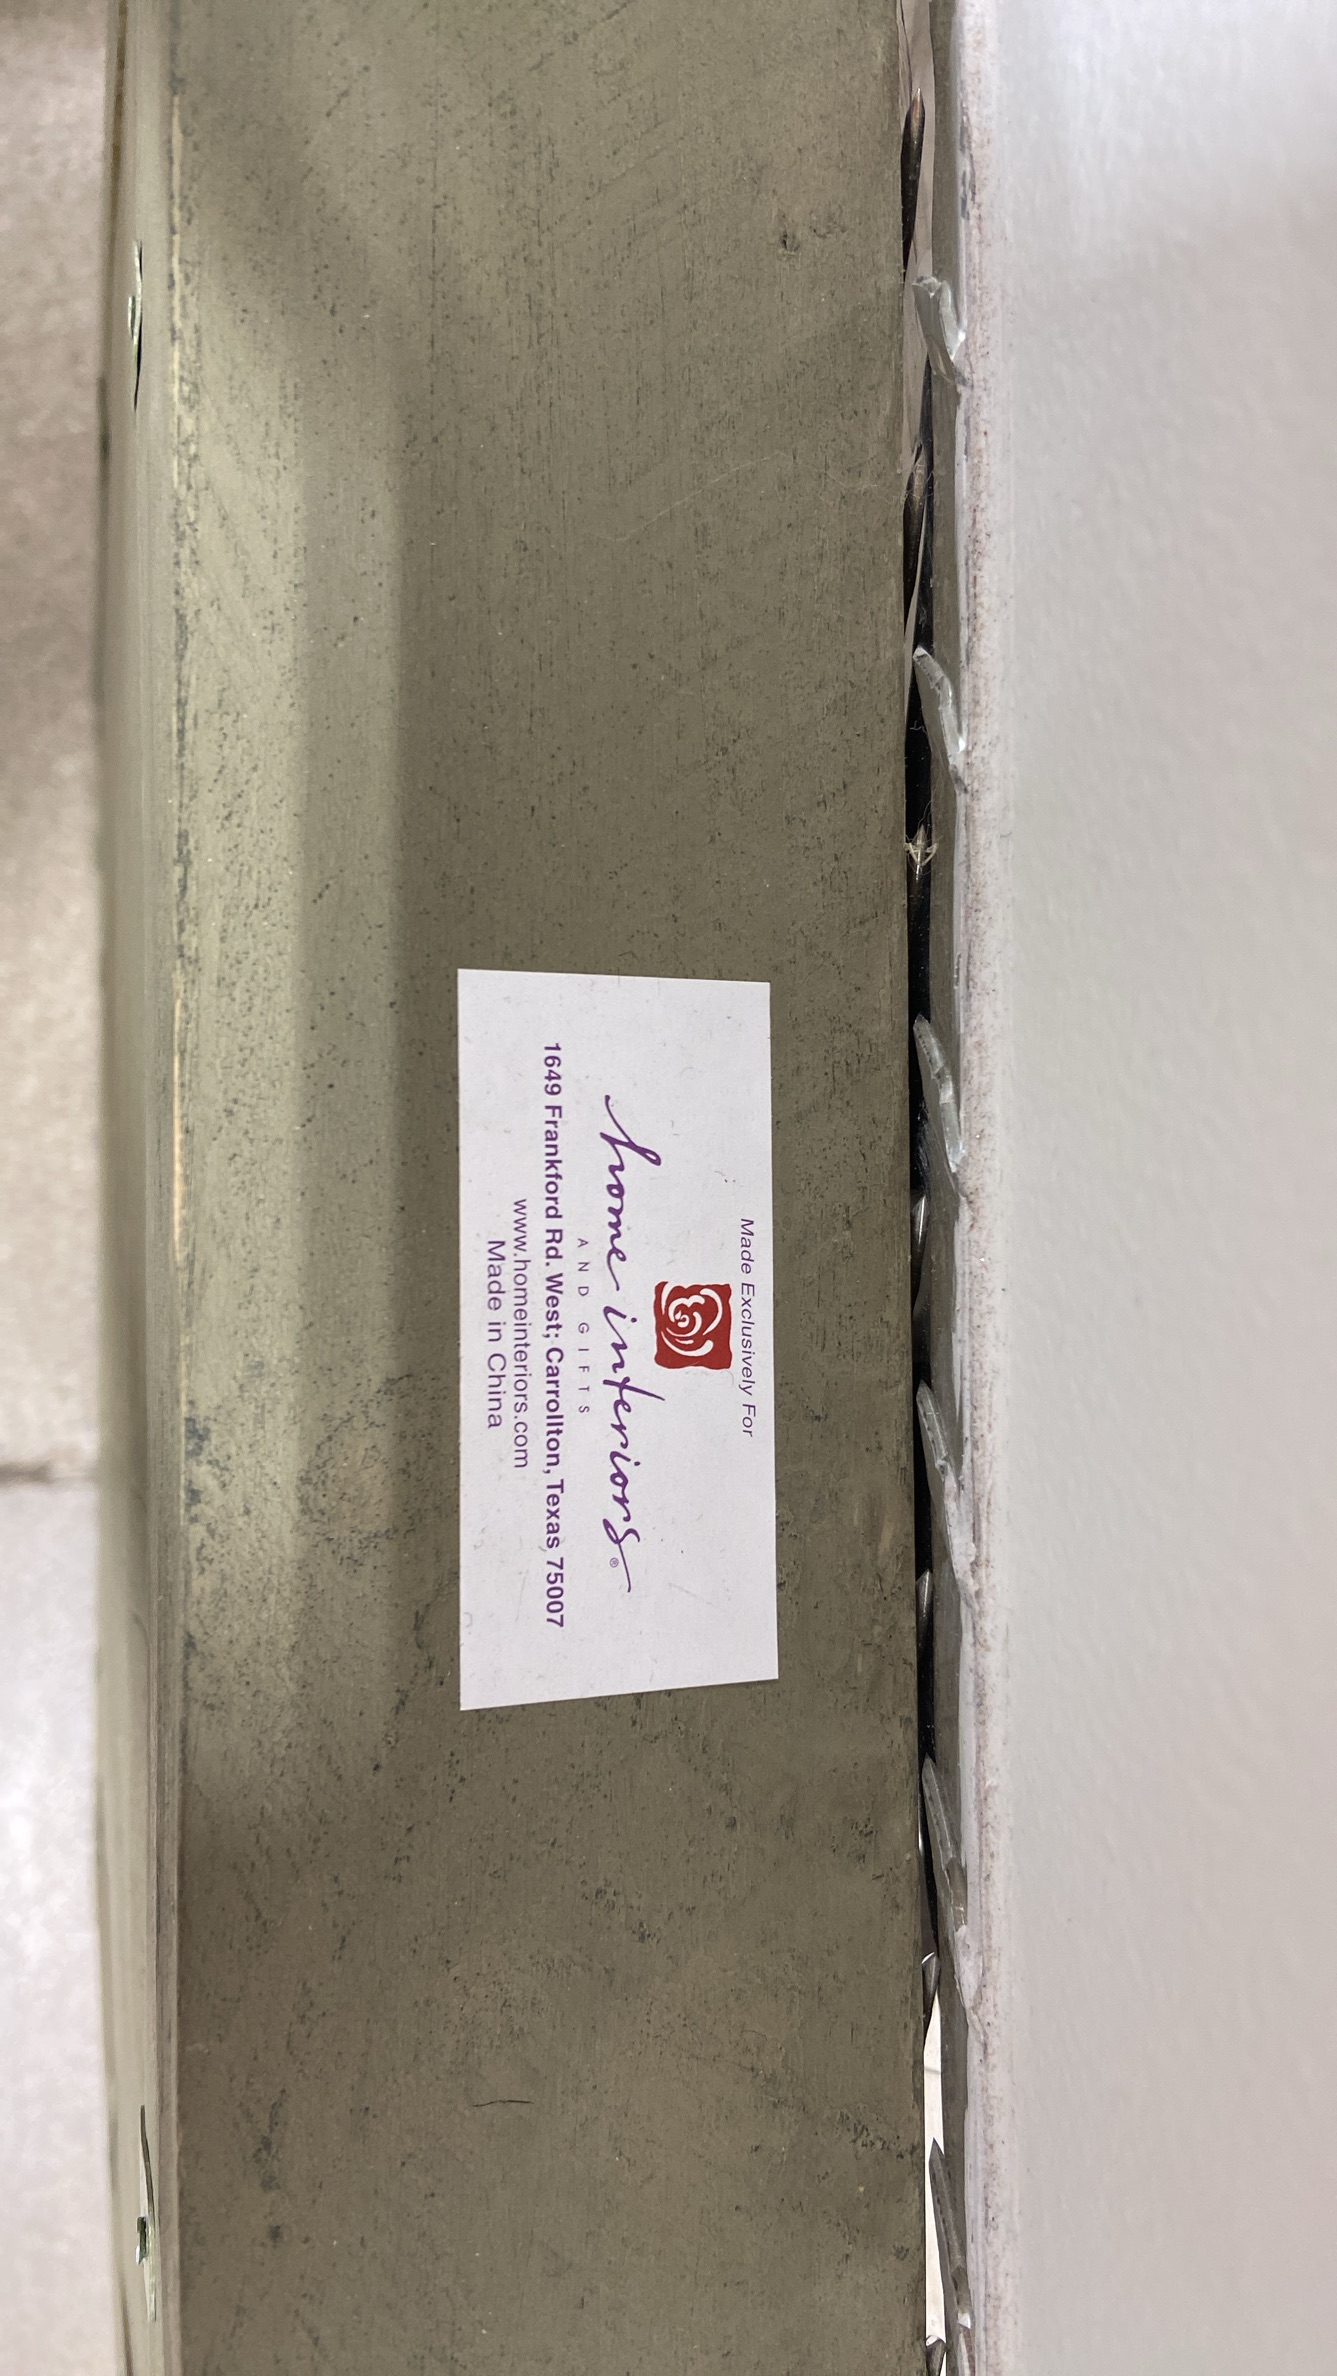 Made Exclusively For
home interiors®
AND GIFTS
1649 Frankford Rd. West; Carrollton, Texas 75007
www.homeinteriors.com
Made in China